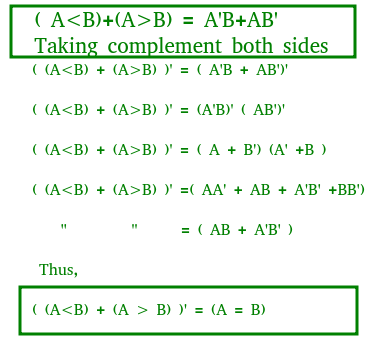 ( A<B)+(A>B) = A'B+AB'
Taking complement both sides
( (A<B) + (A>B) )' = ( A'B + AB')'
( (A<B) + (A>B) )' = (A'B)' ( AB')'
( (A<B) + (A>B) )' = ( A + B') (A' +B )
( (A<B) + (A>B) )' =( AA' + AB + A'B' +BB')
" " = ( AB + A'B' )
Thus,
( (A<B) + (A > B) )' = (A = B)